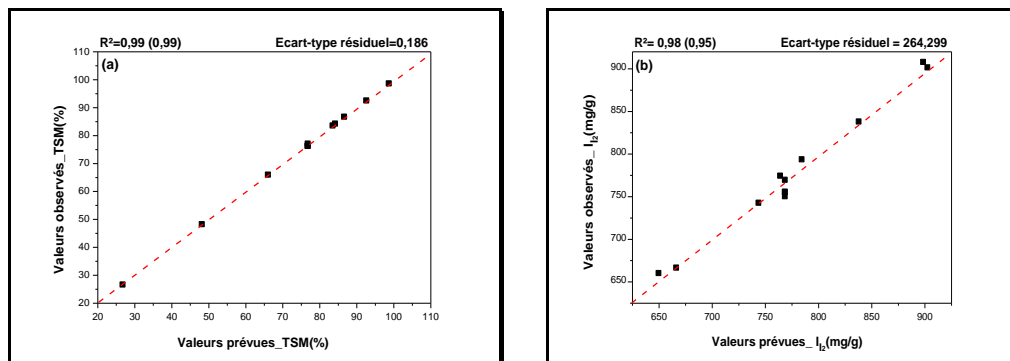 R²=0,99 (0,99) Ecart-type résiduel=0,186
(a)
110
100
90
80
70
60
50
40
30
20
Valeurs observés_TSM(%)
20 30 40 50 60 70 80 90 100 110
Valeurs prévues_TSM(%)
R²= 0,98 (0,95) Ecart-type résiduel = 264,299
(b)
900
850
800
750
700
650
Valeurs observés_ I_I2(mg/g)
650 700 750 800 850 900
Valeurs prévues_ I_I2(mg/g)